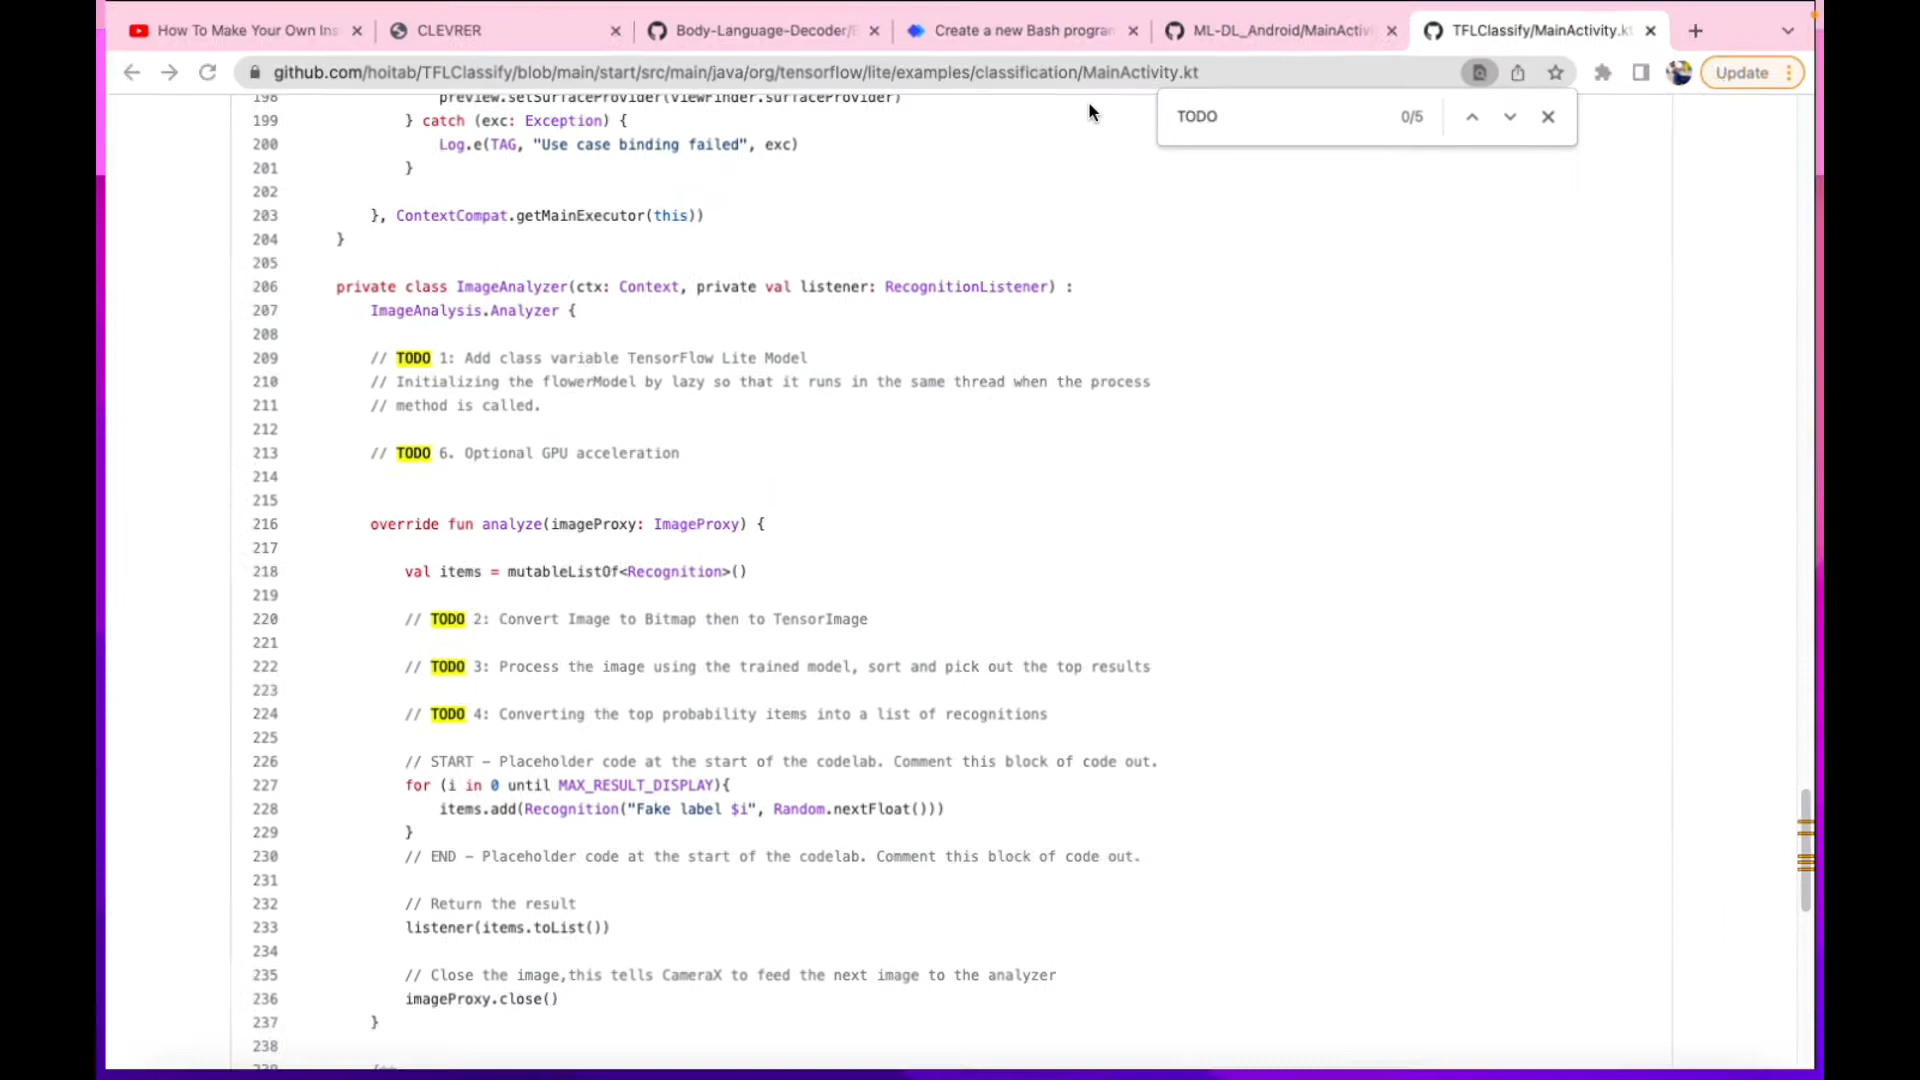 How To Make Your Own Ins
CLEVRER
Body-Language-Decoder/
Create a new Bash progran
ML-DL_Android/MainActivi
TFLClassify/MainActivity.kt
github.com/hoitab/TFLClassify/blob/main/start/src/main/java/org/tensorflow/lite/examples/classification/MainActivity.kt
Update
TODO 0/5
198 preview.setSurfaceProvider(viewFinder.surfaceProvider)
199 } catch (exc: Exception) {
200 Log.e(TAG, "Use case binding failed", exc)
201 }
202
203 }, ContextCompat.getMainExecutor(this))
204 }
205
206 private class ImageAnalyzer(ctx: Context, private val listener: RecognitionListener) :
207 ImageAnalysis.Analyzer {
208
209 // TODO 1: Add class variable TensorFlow Lite Model
210 // Initializing the flowerModel by lazy so that it runs in the same thread when the process
211 // method is called.
212
213 // TODO 6. Optional GPU acceleration
214
215
216 override fun analyze(imageProxy: ImageProxy) {
217
218 val items = mutableListOf<Recognition>()
219
220 // TODO 2: Convert Image to Bitmap then to TensorImage
221
222 // TODO 3: Process the image using the trained model, sort and pick out the top results
223
224 // TODO 4: Converting the top probability items into a list of recognitions
225
226 // START - Placeholder code at the start of the codelab. Comment this block of code out.
227 for (i in 0 until MAX_RESULT_DISPLAY){
228 items.add(Recognition("Fake label $i", Random.nextFloat()))
229 }
230 // END - Placeholder code at the start of the codelab. Comment this block of code out.
231
232 // Return the result
233 listener(items.toList())
234
235 // Close the image,this tells CameraX to feed the next image to the analyzer
236 imageProxy.close()
237 }
238